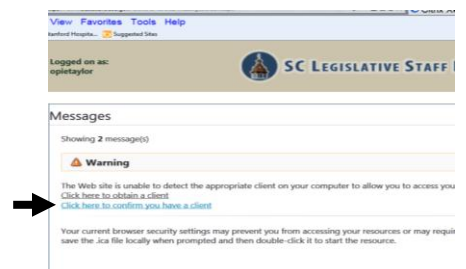 View Favorites Tools Help
Suggested Sites
Logged on as:
opietaylor
SC LEGISLATIVE STAFF
Messages
Showing 2 message(s)
Warning
The Web site is unable to detect the appropriate client on your computer to allow you to access you
Click here to obtain a client
Click here to confirm you have a client
Your current browser security settings may prevent you from accessing your resources or may requi
save the .ica file locally when prompted and then double-click it to start the resource.